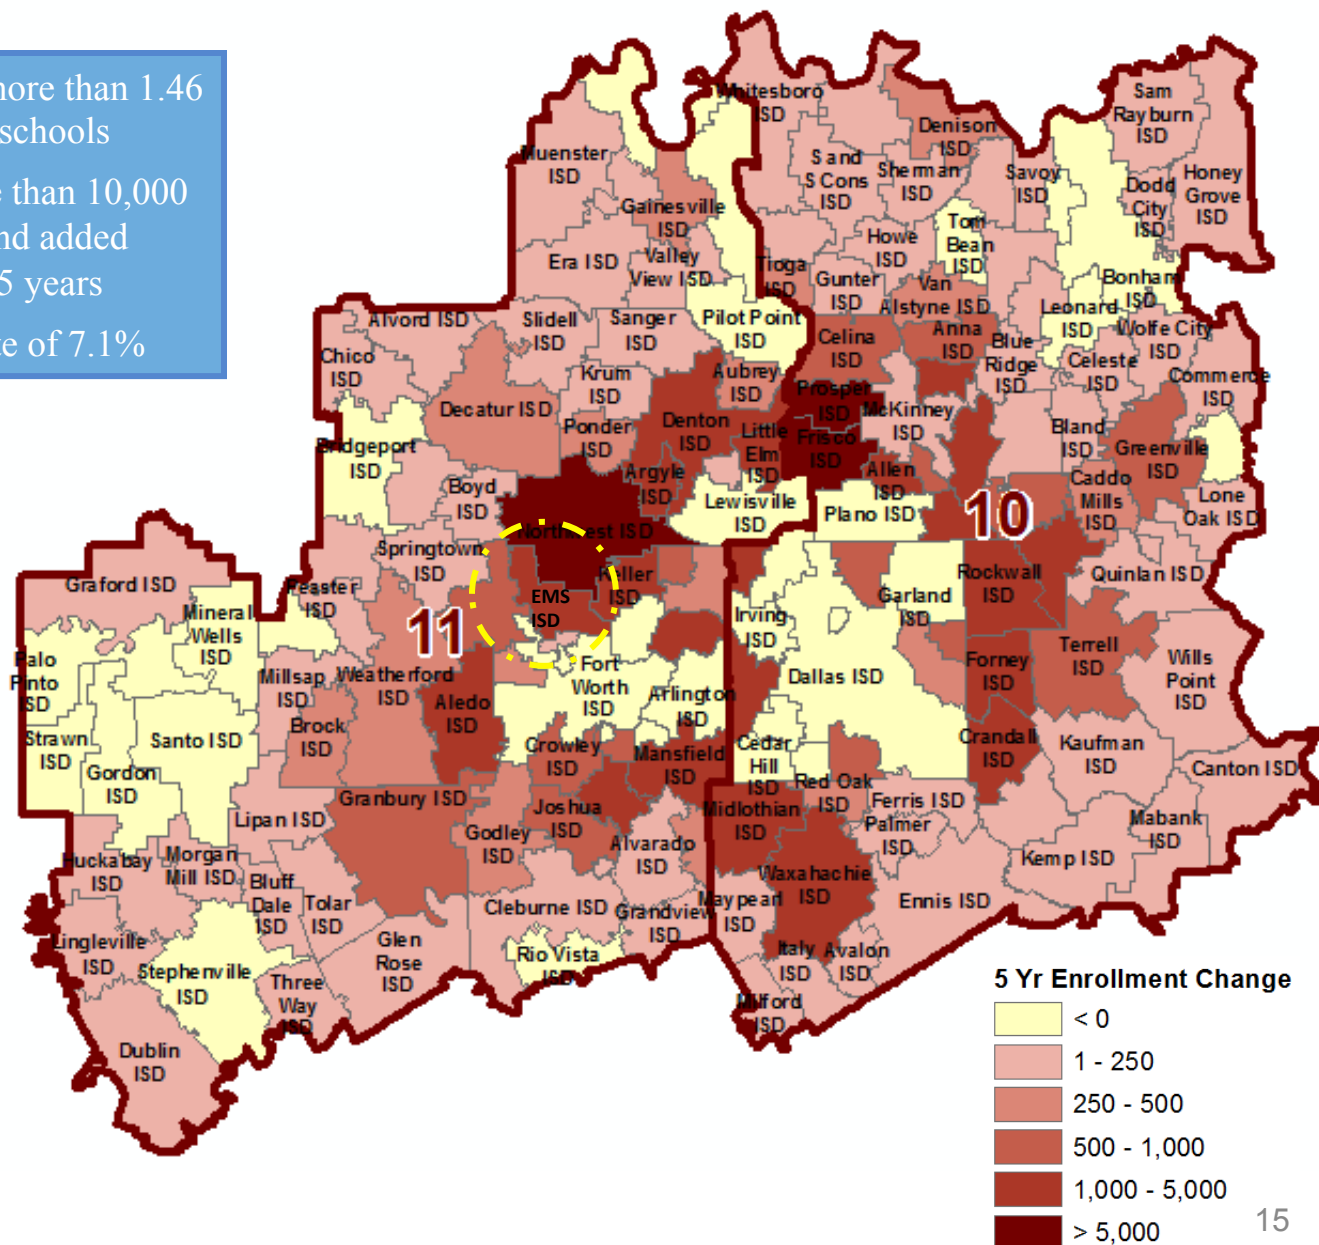 more than 1.46
schools
e than 10,000
nd added
5 years
te of 7.1%
Whitesboro
ISD
Sam
Rayburn
ISD
Denison
ISD
Muenster
ISD
Sand
S Cons
ISD
Sherman
ISD
Savoy
ISD
Dodd
City
ISD
Honey
Grove
ISD
Gainesville
ISD
Tom
Bean
ISD
Howe
ISD
Era ISD
Valley
View ISD
Tioga
ISD
Gunter
ISD
Van
Alstyne ISD
Bonham
ISD
Leonard
ISD
Alvord ISD
Slidell
ISD
Sanger
ISD
Pilot Point
ISD
Celina
ISD
Anna
ISD
Blue
Ridge
ISD
Wolfe City
ISD
Celeste
ISD
Commerce
ISD
Chico
ISD
Krum
ISD
Aubrey
ISD
Prosper
ISD
McKinney
ISD
Decatur ISD
Ponder
ISD
Denton
ISD
Little
Elm
ISD
Frisco
ISD
Bland
ISD
Greenville
ISD
Bridgeport
ISD
Boyd
ISD
Argyle
ISD
Lewisville
ISD
Allen
ISD
Plano ISD
10
Caddo
Mills
ISD
Lone
Oak ISD
Northwest ISD
Springtown
ISD
Keller
ISD
EMS
ISD
Rockwall
ISD
Quinlan ISD
Graford ISD
Peaster
ISD
Mineral
Wells
ISD
11
Irving
ISD
Garland
ISD
Palo
Pinto
ISD
Millsap
ISD
Weatherford
ISD
Aledo
ISD
Fort
Worth
ISD
Arlington
ISD
Dallas ISD
Forney
ISD
Terrell
ISD
Wills
Point
ISD
Strawn
ISD
Santo ISD
Brock
ISD
Gordon
ISD
Crowley
ISD
Mansfield
ISD
Cedar
Hill
ISD
Crandall
ISD
Kaufman
ISD
Canton ISD
Granbury ISD
Lipan ISD
Godley
ISD
Joshua
ISD
Midlothian
ISD
Red Oak
ISD
Ferris ISD
Palmer
ISD
Mabank
ISD
Kemp ISD
Huckabay
ISD
Morgan
Mill ISD
Bluff
Dale
ISD
Tolar
ISD
Alvarado
ISD
Waxahachie
ISD
Ennis ISD
Cleburne ISD
Grandview
ISD
Maypearl
ISD
Lingleville
ISD
Stephenville
ISD
Three
Way
ISD
Glen
Rose
ISD
Rio Vista
ISD
Italy
ISD
Avalon
ISD
Milford
ISD
Dublin
ISD
5 Yr Enrollment Change
< 0
1 - 250
250 - 500
500 - 1,000
1,000 - 5,000
> 5,000
15